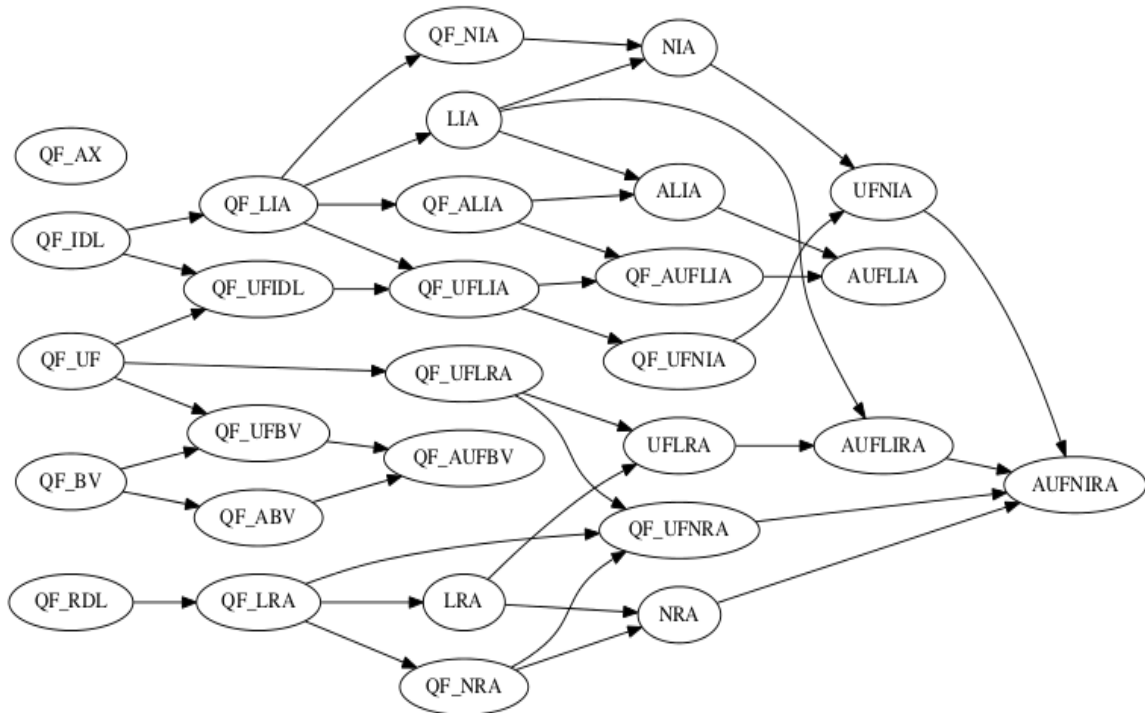 QF_NIA
NIA
LIA
QF_AX
ALIA
UFNIA
QF_LIA
QF_ALIA
QF_IDL
QF_AUFLIA
AUFLIA
QF_UFIDL
QF_UFLIA
QF_UF
QF_UFNIA
QF_UFLRA
QF_UFBV
UFLRA
AUFLIRA
QF_AUFBV
QF_BV
AUFNIRA
QF_ABV
QF_UFNRA
QF_RDL
QF_LRA
LRA
NRA
QF_NRA